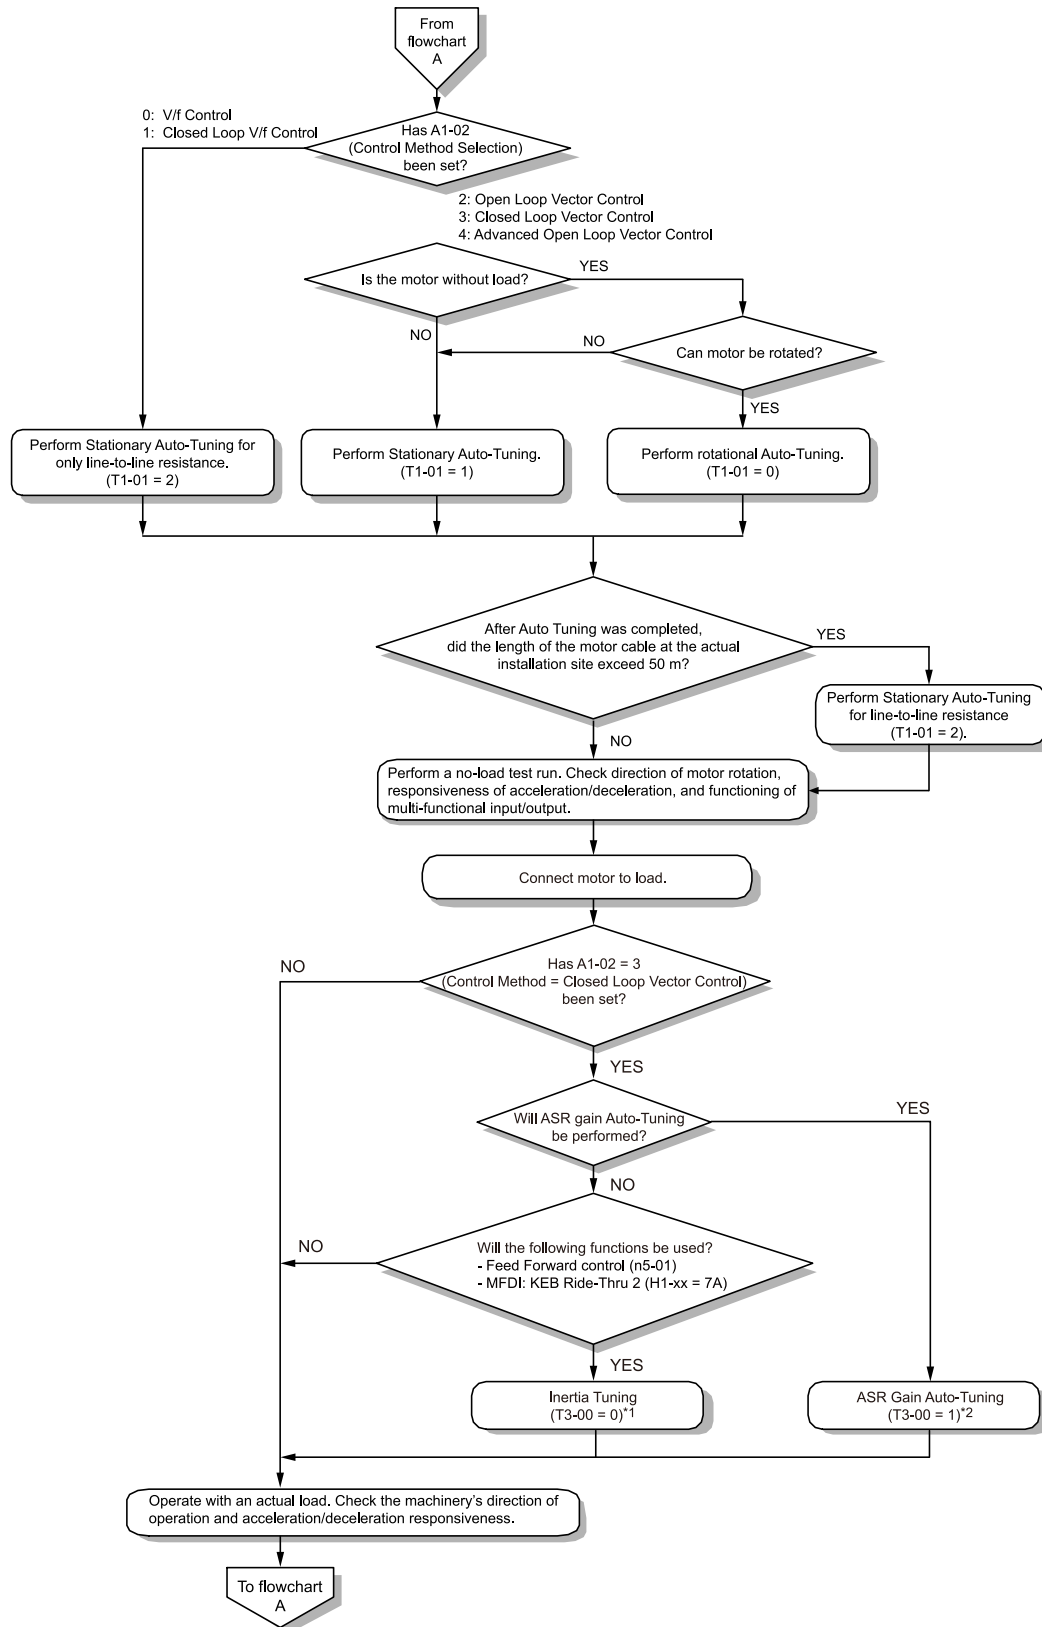 From
flowchart
A
0: V/f Control
1: Closed Loop V/f Control
Has A1-02
(Control Method Selection)
been set?
2: Open Loop Vector Control
3: Closed Loop Vector Control
4: Advanced Open Loop Vector Control
Is the motor without load?
YES
NO
Can motor be rotated?
NO
YES
Perform Stationary Auto-Tuning for
only line-to-line resistance.
(T1-01 = 2)
Perform Stationary Auto-Tuning.
(T1-01 = 1)
Perform rotational Auto-Tuning.
(T1-01 = 0)
After Auto Tuning was completed,
did the length of the motor cable at the actual
installation site exceed 50 m?
YES
Perform Stationary Auto-Tuning
for line-to-line resistance
(T1-01 = 2).
NO
Perform a no-load test run. Check direction of motor rotation,
responsiveness of acceleration/deceleration, and functioning of
multi-functional input/output.
Connect motor to load.
Has A1-02 = 3
(Control Method = Closed Loop Vector Control)
been set?
NO
YES
Will ASR gain Auto-Tuning
be performed?
YES
NO
Will the following functions be used?
- Feed Forward control (n5-01)
- MFDI: KEB Ride-Thru 2 (H1-xx = 7A)
NO
YES
Inertia Tuning
(T3-00 = 0)*1
ASR Gain Auto-Tuning
(T3-00 = 1)*2
Operate with an actual load. Check the machinery's direction of
operation and acceleration/deceleration responsiveness.
To flowchart
A